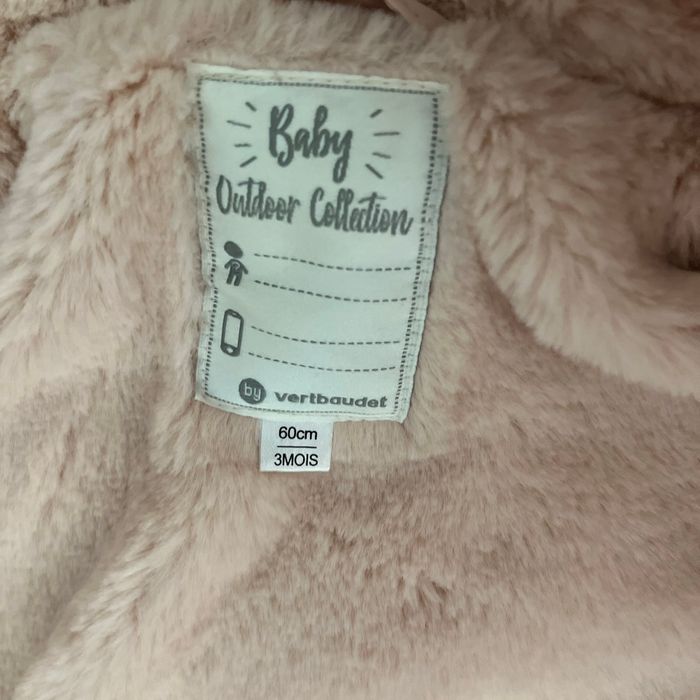 Baby
Outdoor Collection
by vertbaudet
60cm
3MOIS